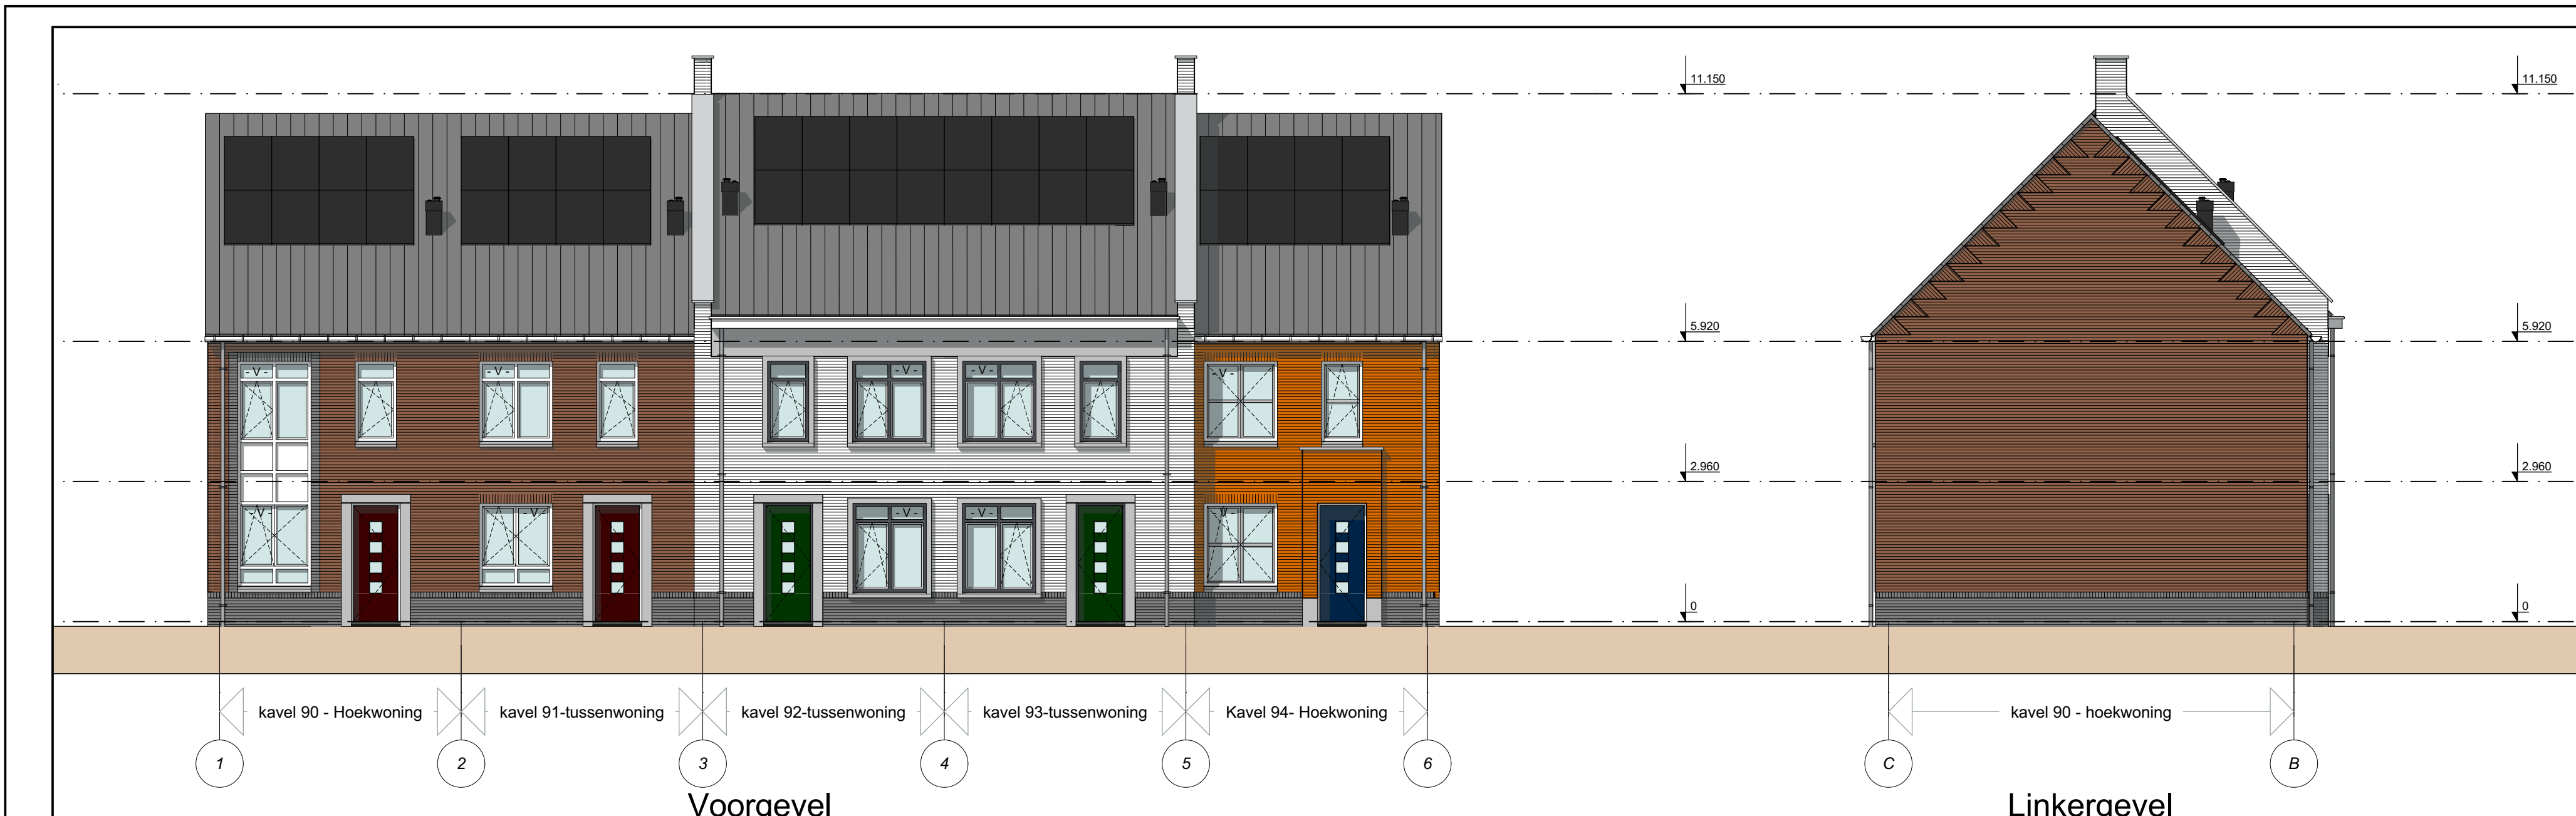 11.150
11.150
5.920
5.920
- V -
- V -
- V -
- V -
- V -
2.960
2.960
- V -
- V -
- V -
- V -
- V -
0
0
kavel 90 - Hoekwoning
kavel 91-tussenwoning
kavel 92-tussenwoning
kavel 93-tussenwoning
Kavel 94- Hoekwoning
kavel 90 - hoekwoning
1
2
3
4
5
6
C
B
Voorgevel
Linkergevel